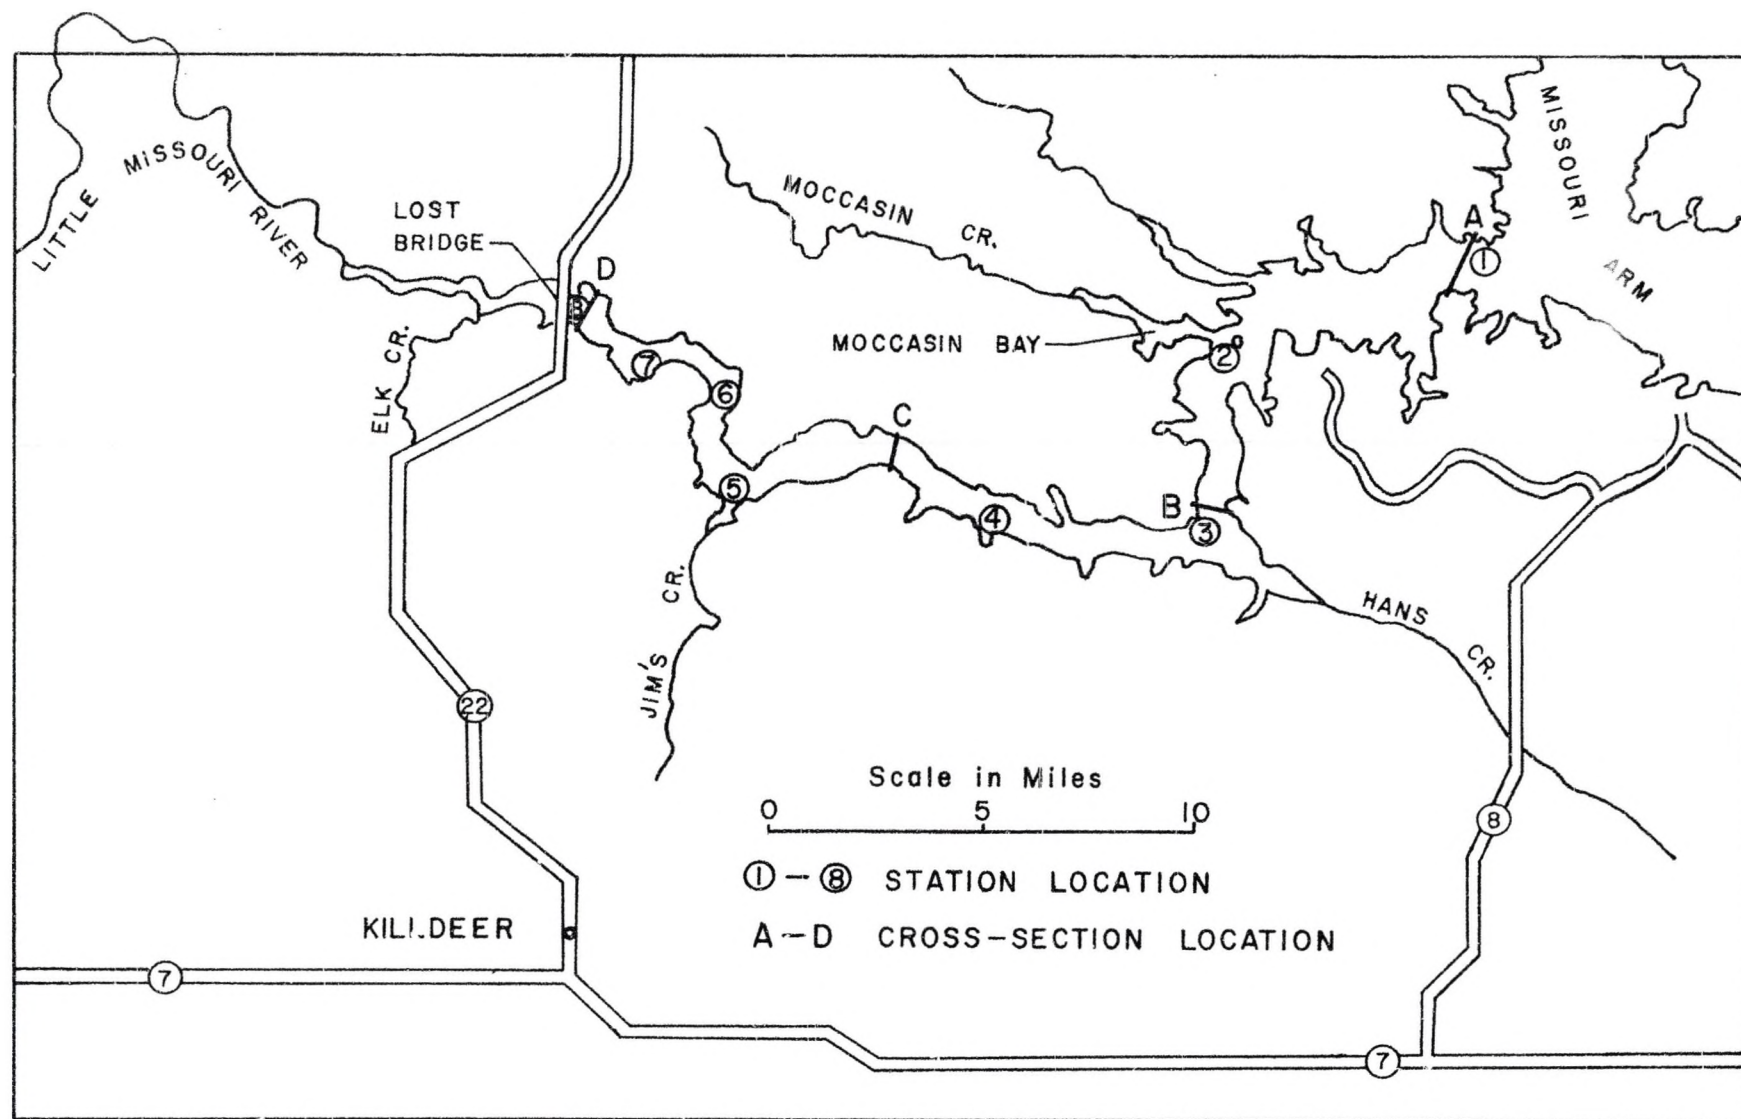 LITTLE MISSOURI RIVER
LOST
BRIDGE
D
8
ELK CR.
7
6
5
JIM'S CR.
MOCCASIN CR.
MOCCASIN BAY
C
4
2
B
3
A
1
MISSOURI ARM
HANS CR.
22
8
Scale in Miles
0 5 10
①-⑧ STATION LOCATION
A-D CROSS-SECTION LOCATION
KILLDEER
7
7